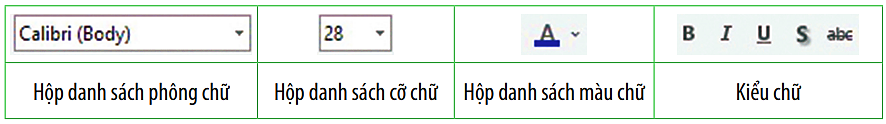 Calibri (Body) 28 A B I U S abc
Hộp danh sách phông chữ Hộp danh sách cỡ chữ Hộp danh sách màu chữ Kiểu chữ